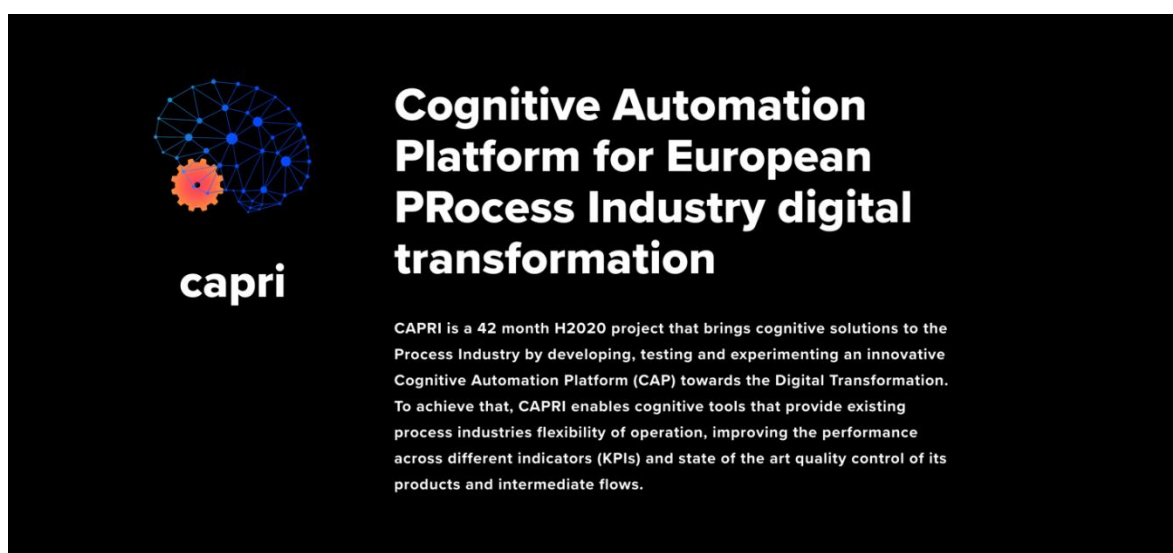 capri
Cognitive Automation
Platform for European
PRocess Industry digital
transformation
CAPRI is a 42 month H2020 project that brings cognitive solutions to the
Process Industry by developing, testing and experimenting an innovative
Cognitive Automation Platform (CAP) towards the Digital Transformation.
To achieve that, CAPRI enables cognitive tools that provide existing
process industries flexibility of operation, improving the performance
across different indicators (KPIs) and state of the art quality control of its
products and intermediate flows.